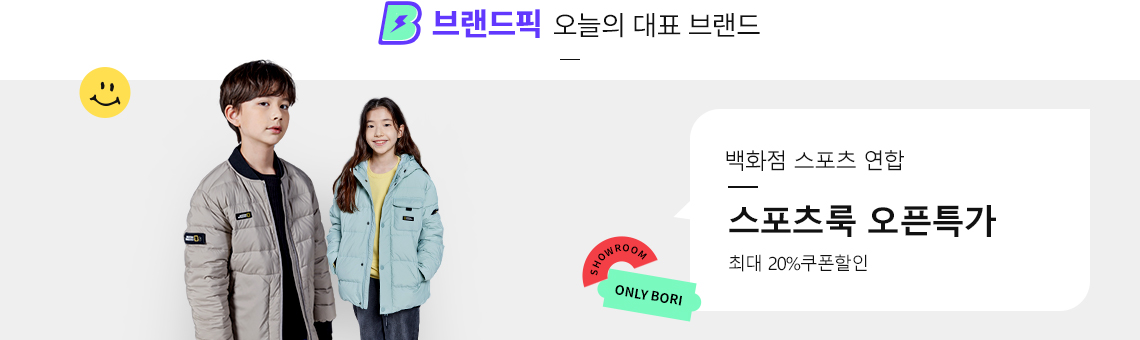 브랜드픽 오늘의 대표 브랜드
백화점 스포츠 연합
스포츠룩 오픈특가
최대 20%쿠폰할인
SHOWROOM
ONLY BORI